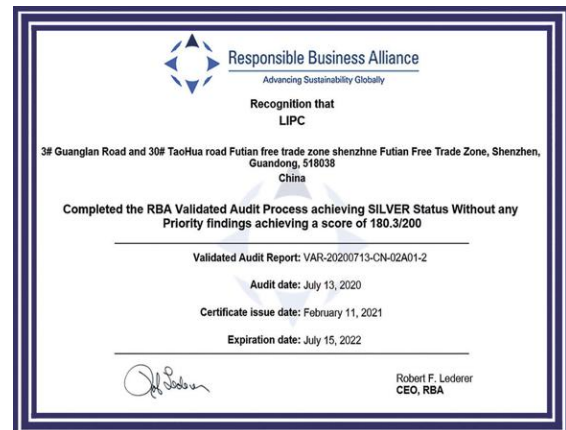 Responsible Business Alliance
Advancing Sustainability Globally
Recognition that
LIPC
3# Guanglan Road and 30# TaoHua road Futian free trade zone shenzhne Futian Free Trade Zone, Shenzhen,
Guandong, 518038
China
Completed the RBA Validated Audit Process achieving SILVER Status Without any
Priority findings achieving a score of 180.3/200
Validated Audit Report: VAR-20200713-CN-02A01-2
Audit date: July 13, 2020
Certificate issue date: February 11, 2021
Expiration date: July 15, 2022
Robert F. Lederer
CEO, RBA